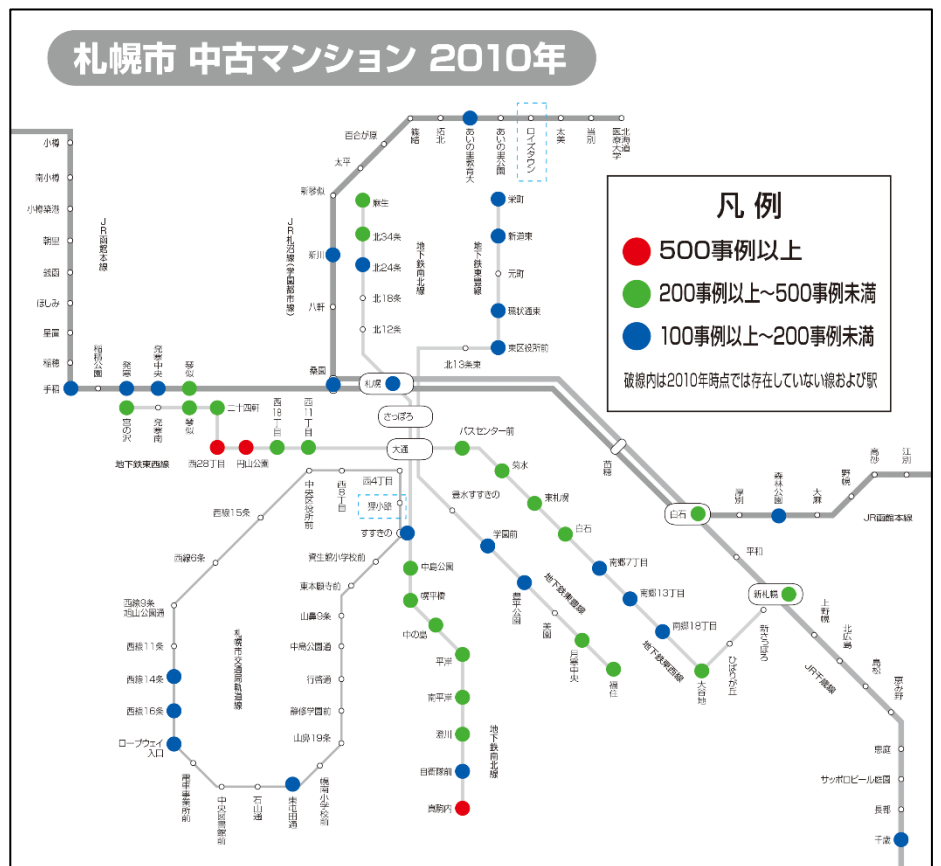 札幌市 中古マンション 2010年
凡例
500事例以上
200事例以上～500事例未満
100事例以上～200事例未満
破線内は2010年時点では存在していない線および駅
小樽
南小樽
小樽築港
朝里
銭函
ほしみ
星置
稲穂
手稲
JR函館本線
稲積公園
発寒
発寒中央
琴似
桑園
八軒
新川
新琴似
太平
百合が原
篠路
拓北
あいの里教育大
あいの里公園
ロイズタウン
太美
当別
北海道
医療大学
JR札沼線(学園都市線)
麻生
北34条
北24条
北18条
北12条
地下鉄南北線
地下鉄東豊線
栄町
新道東
元町
環状通東
東区役所前
北13条東
札幌
さっぽろ
大通
宮の沢
発寒南
琴似
二十四軒
西28丁目
円山公園
西18丁目
西11丁目
地下鉄東西線
バスセンター前
菊水
東札幌
白石
南郷7丁目
南郷13丁目
南郷18丁目
大谷地
ひばりが丘
新さっぽろ
地下鉄東西線
豊水すすきの
学園前
豊平公園
美園
月寒中央
福住
地下鉄東豊線
苗穂
白石
厚別
森林公園
大麻
野幌
高砂
江別
JR函館本線
平和
新札幌
上野幌
北広島
島松
恵み野
恵庭
サッポロビール庭園
長都
千歳
JR千歳線
西4丁目
狸小路
すすきの
西8丁目
中央区役所前
西線15条
西線6条
西線9条
旭山公園通
西線11条
西線14条
西線16条
ロープウェイ
入口
電車事業所前
中央図書館前
石山通
東屯田通
幌南小学校前
山鼻19条
静修学園前
行啓通
中島公園通
山鼻9条
東本願寺前
資生館小学校前
札幌市交通局軌道線
中島公園
幌平橋
中の島
平岸
南平岸
澄川
自衛隊前
真駒内
地下鉄南北線